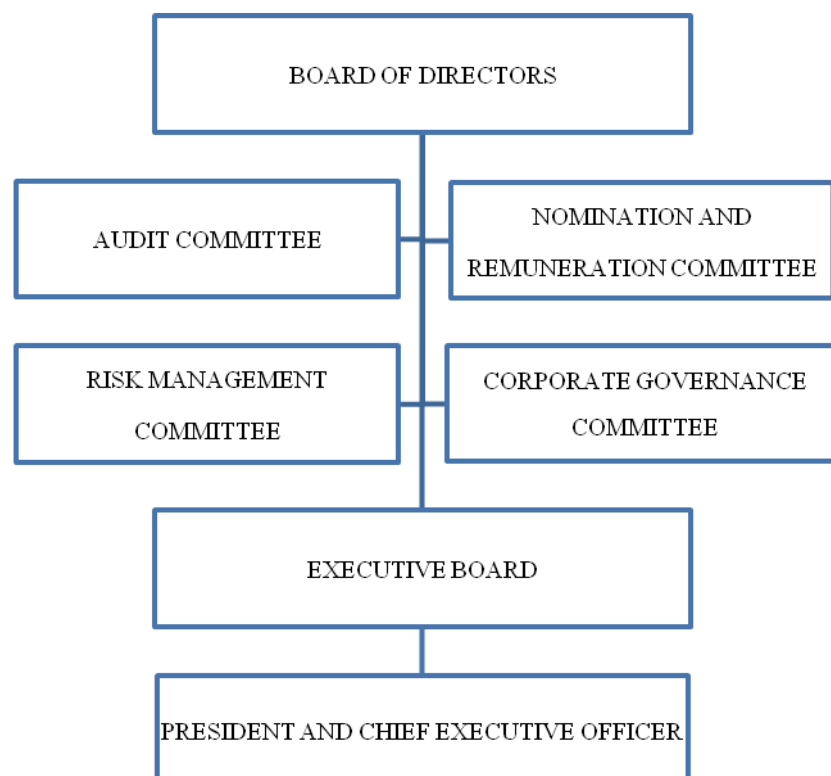 BOARD OF DIRECTORS
AUDIT COMMITTEE
NOMINATION AND
REMUNERATION COMMITTEE
RISK MANAGEMENT
COMMITTEE
CORPORATE GOVERNANCE
COMMITTEE
EXECUTIVE BOARD
PRESIDENT AND CHIEF EXECUTIVE OFFICER